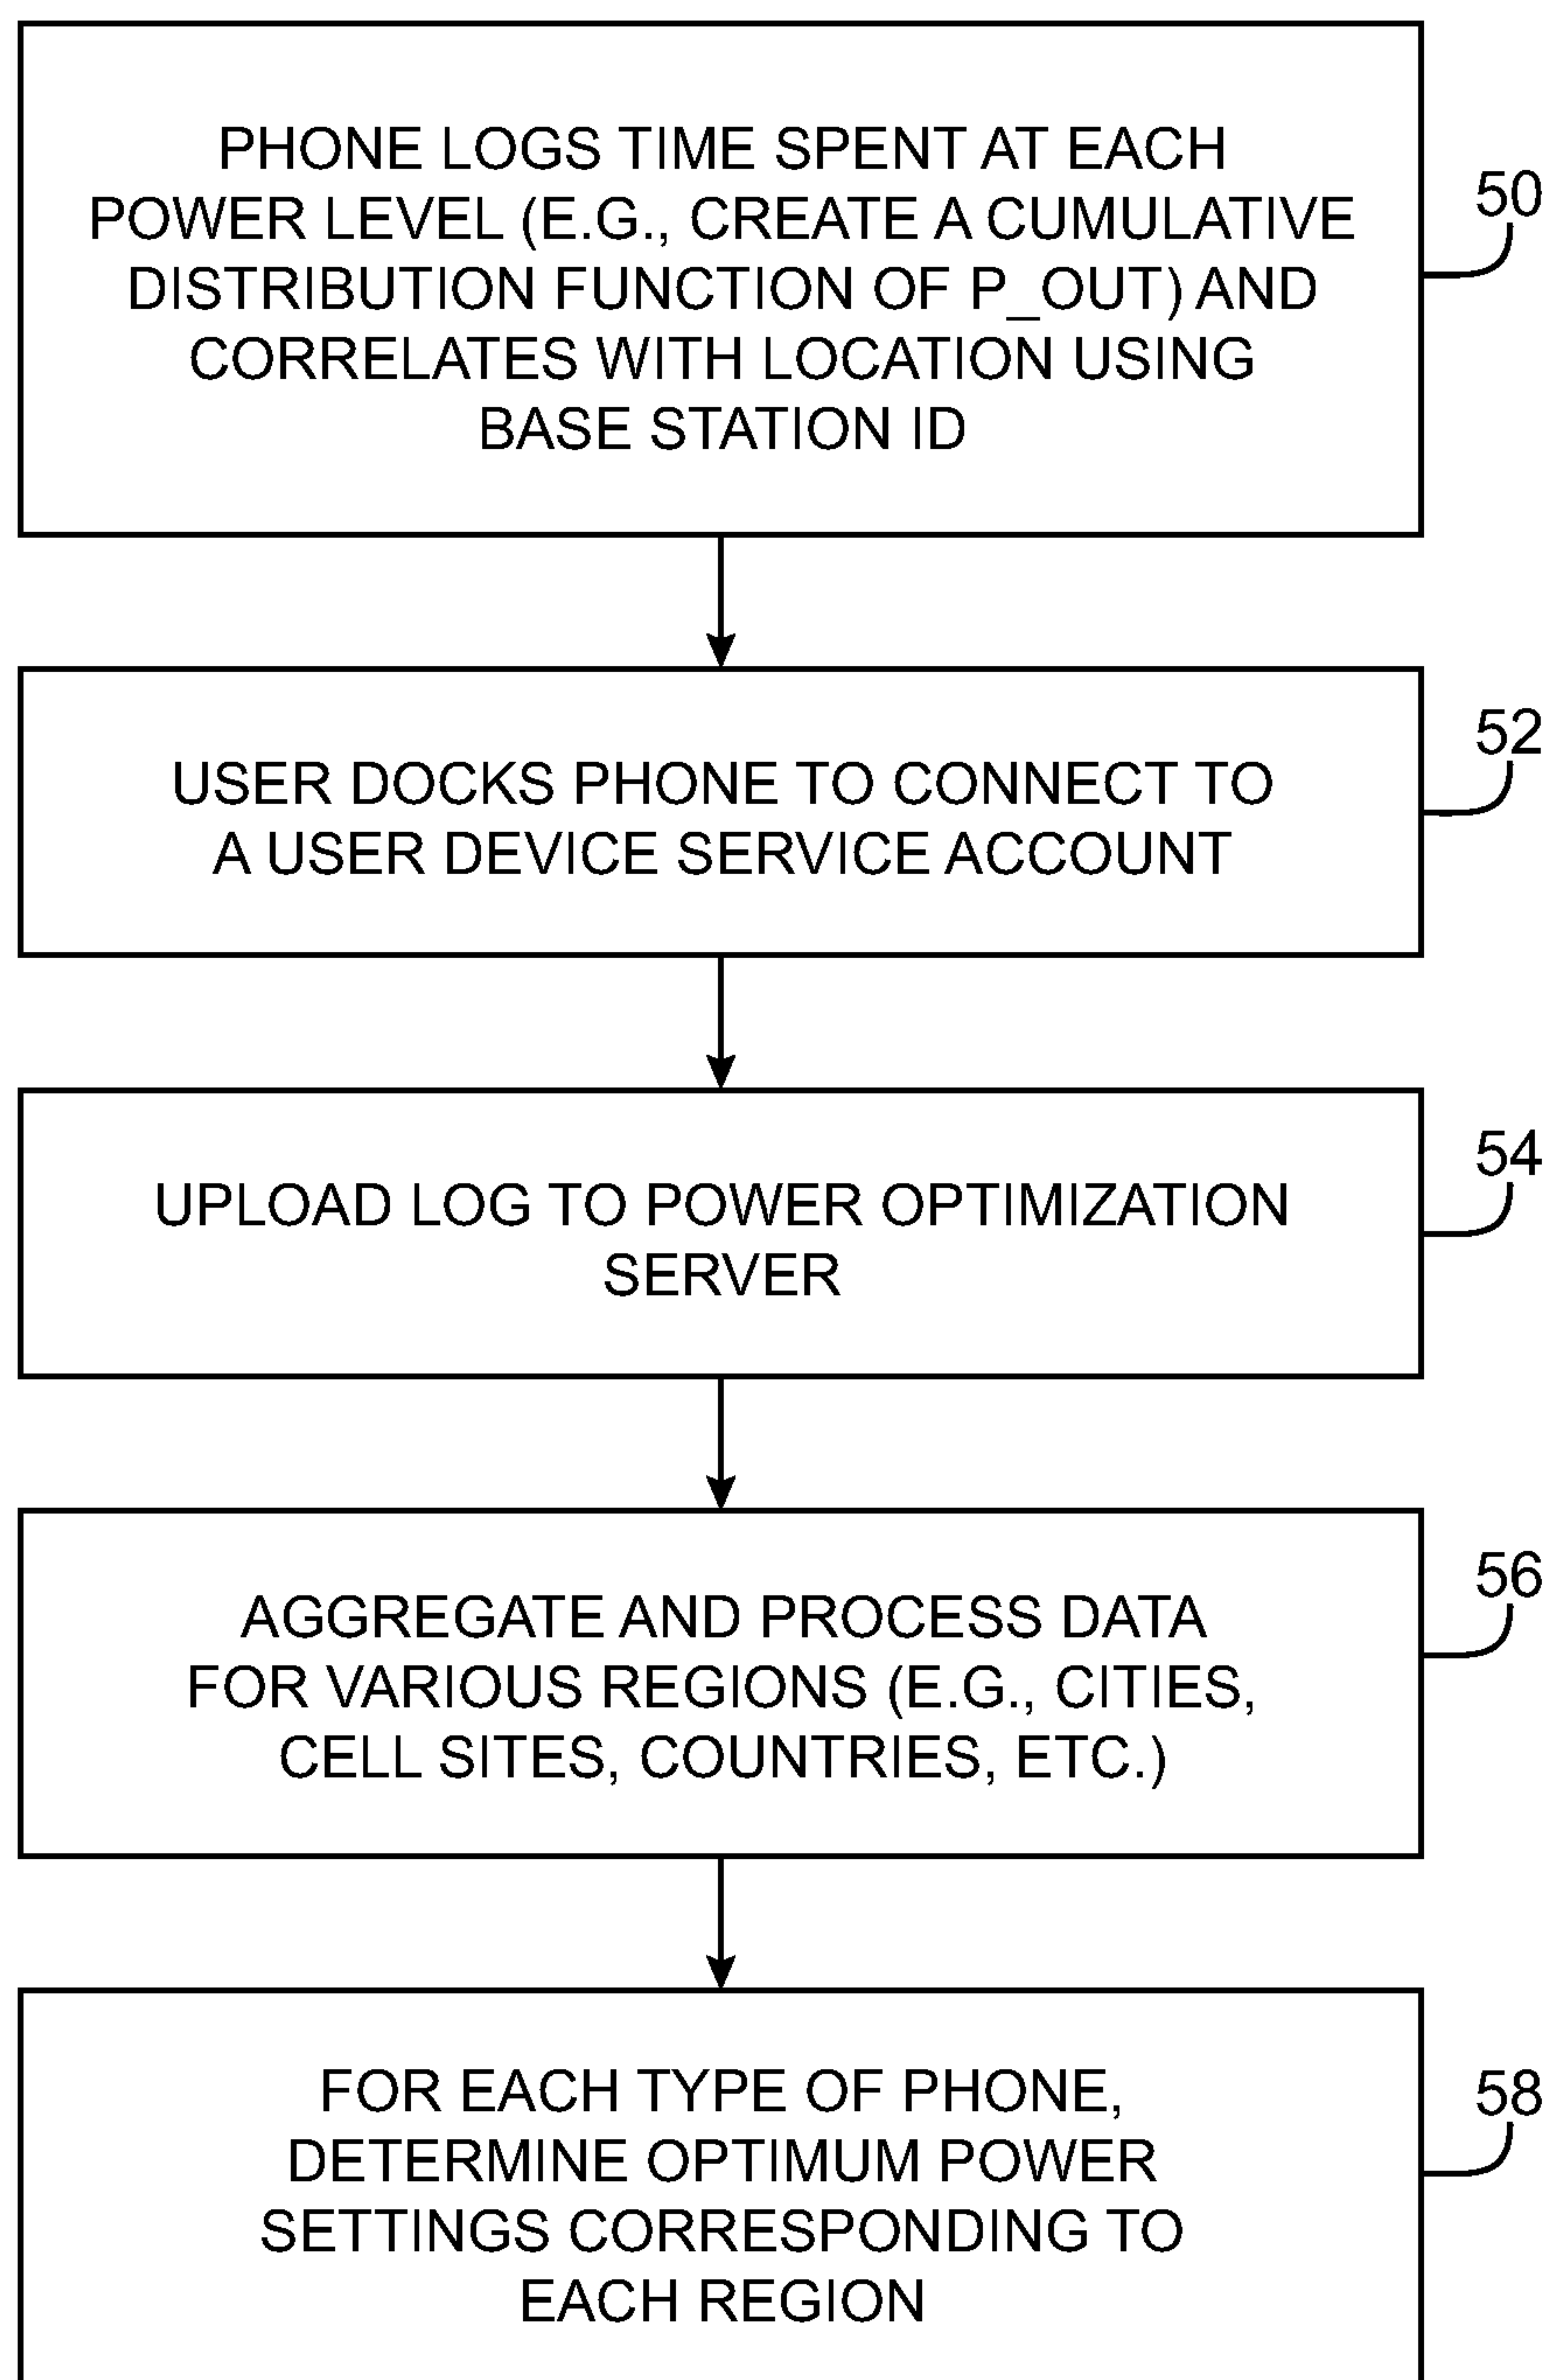 PHONE LOGS TIME SPENT AT EACH
POWER LEVEL (E.G., CREATE A CUMULATIVE
DISTRIBUTION FUNCTION OF P_OUT) AND
CORRELATES WITH LOCATION USING
BASE STATION ID
50
USER DOCKS PHONE TO CONNECT TO
A USER DEVICE SERVICE ACCOUNT
52
UPLOAD LOG TO POWER OPTIMIZATION
SERVER
54
AGGREGATE AND PROCESS DATA
FOR VARIOUS REGIONS (E.G., CITIES,
CELL SITES, COUNTRIES, ETC.)
56
FOR EACH TYPE OF PHONE,
DETERMINE OPTIMUM POWER
SETTINGS CORRESPONDING TO
EACH REGION
58